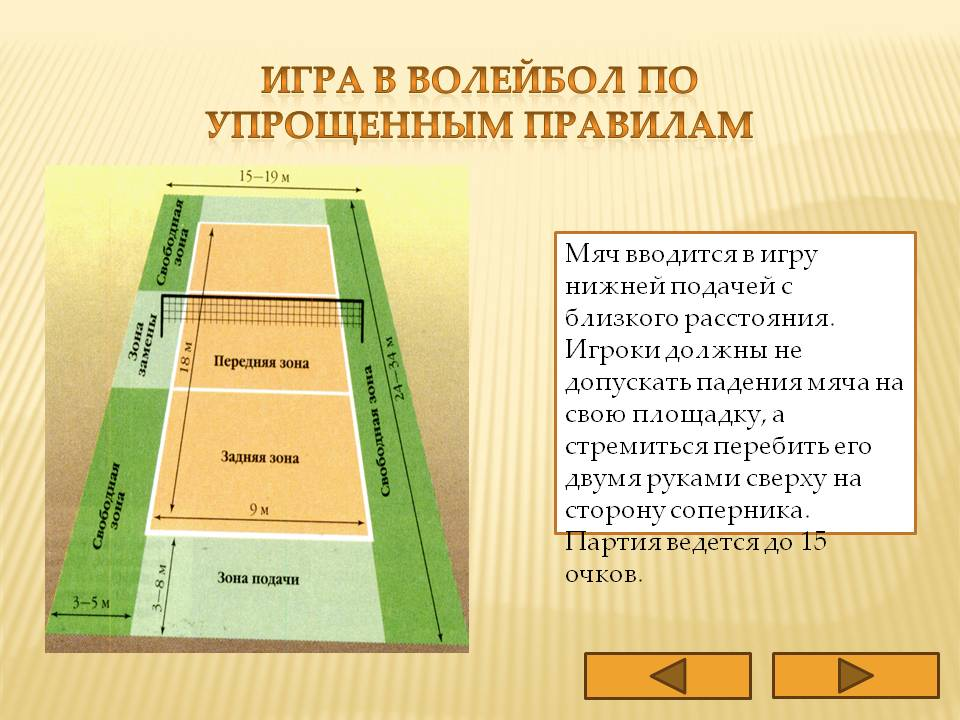 ИГРА В ВОЛЕЙБОЛ ПО
УПРОЩЕННЫМ ПРАВИЛАМ
15–19 м
Свободная
зона
Зона
замены
18 м
Передняя зона
24–34 м
Свободная зона
Задняя зона
Свободная
зона
9 м
Зона подачи
3–8 м
3–5 м
Мяч вводится в игру
нижней подачей с
близкого расстояния.
Игроки должны не
допускать падения мяча на
свою площадку, а
стремиться перебить его
двумя руками сверху на
сторону соперника.
Партия ведется до 15
очков.